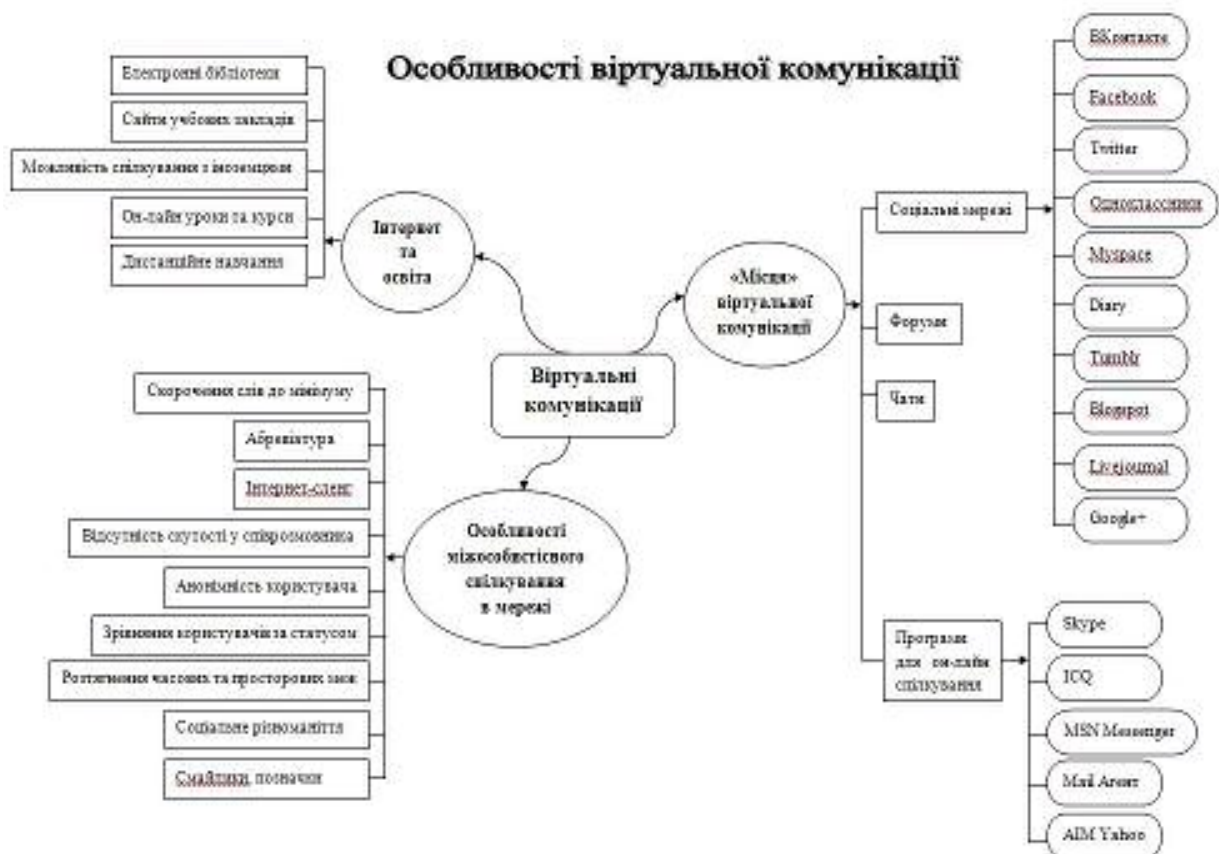 Особливості віртуальної комунікації
Електронні бібліотеки
Сайти учбових закладів
Можливість спілкування з іноземцями
Он-лайн уроки та курси
Дистанційне навчання
Інтернет
та
освіта
«Місця»
віртуальної
комунікації
Соціальні мережі
Форуми
Чати
Програми
для он-лайн
спілкування
ВКонтакте
Facebook
Twitter
Одноклассники
Myspace
Diary
Tumblr
Blogspot
Livejournal
Google+
Skype
ICQ
MSN Messenger
Mail Агент
AIM Yahoo
Віртуальні
комунікації
Особливості
міжособистісного
спілкування
в мережі
Скорочення слів до мінімуму
Абревіатура
Інтернет-сленг
Відсутність скутості у співрозмовника
Анонімність користувача
Зрівняння користувачів за статусом
Розтягнення часових та просторових меж
Соціальне різноманіття
Смайлики, позначки